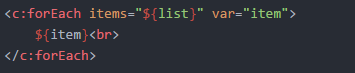 <c:forEach items="${list}" var="item">
${item}<br>
</c:forEach>